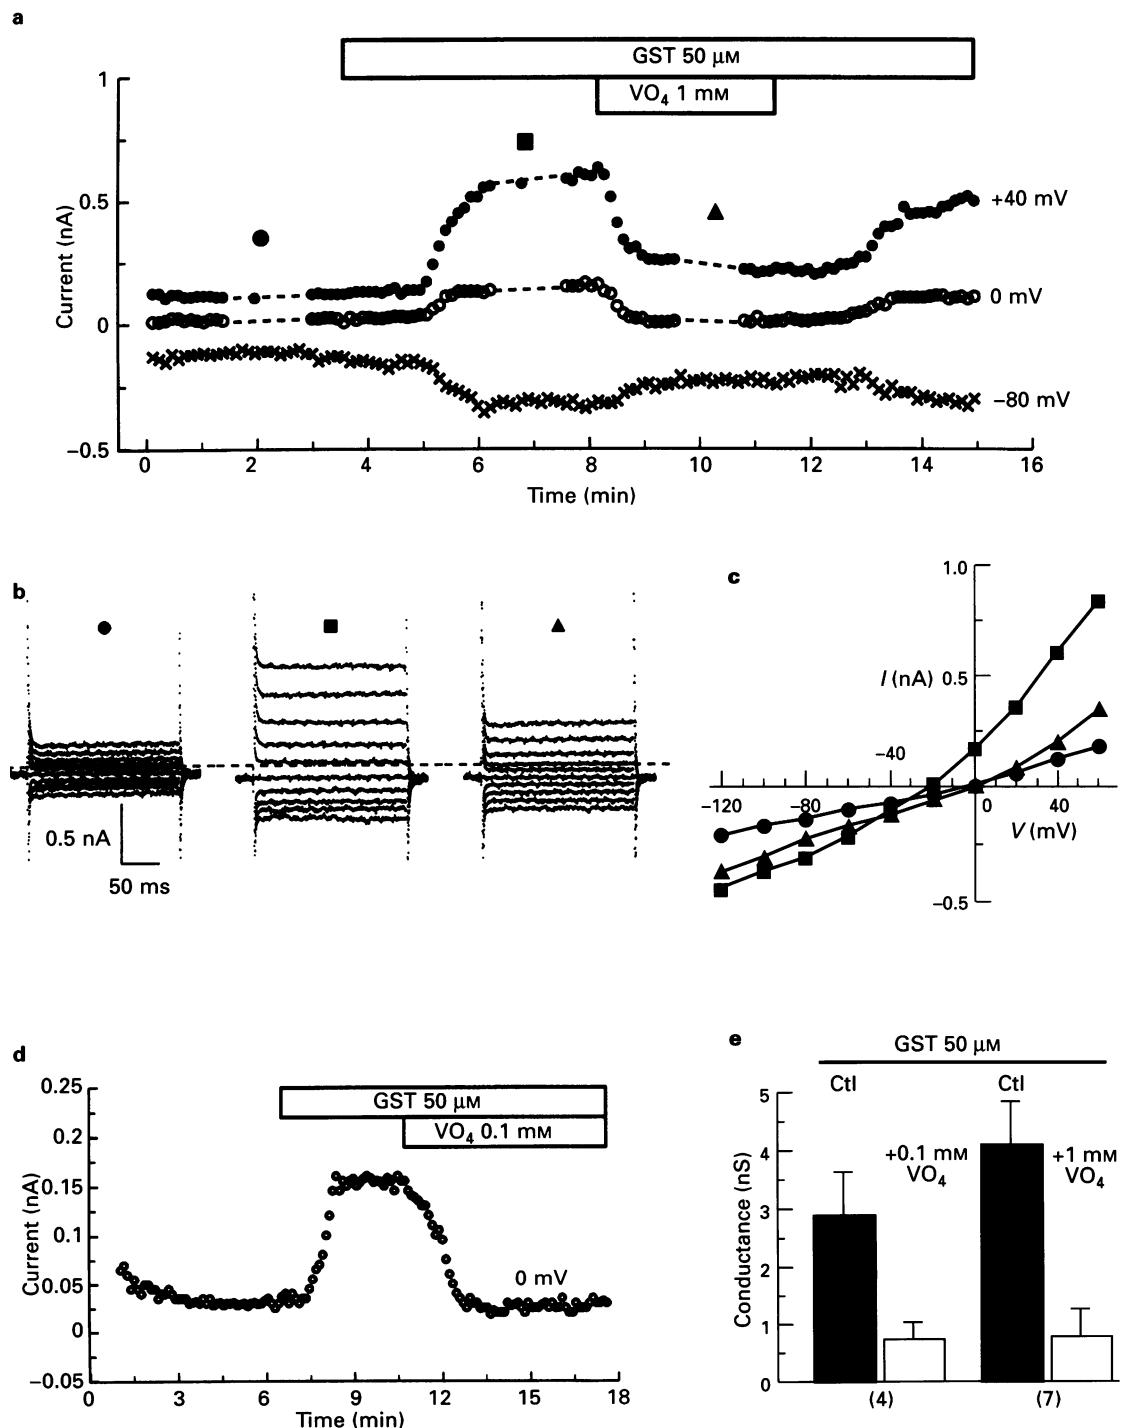 a
GST 50 μM
VO₄ 1 mM
1
0.5
0
−0.5
Current (nA)
+40 mV
0 mV
−80 mV
0 2 4 6 8 10 12 14 16
Time (min)
b
0.5 nA
50 ms
c
1.0
I (nA)
0.5
−40
−120 −80 0 40
V (mV)
−0.5
d
GST 50 μM
VO₄ 0.1 mM
0.25
0.2
0.15
0.1
0.05
0
−0.05
Current (nA)
0 mV
0 3 6 9 12 15 18
Time (min)
e
GST 50 μM
Ctl Ctl
+0.1 mM
VO₄
+1 mM
VO₄
5
4
3
2
1
0
Conductance (nS)
(4) (7)